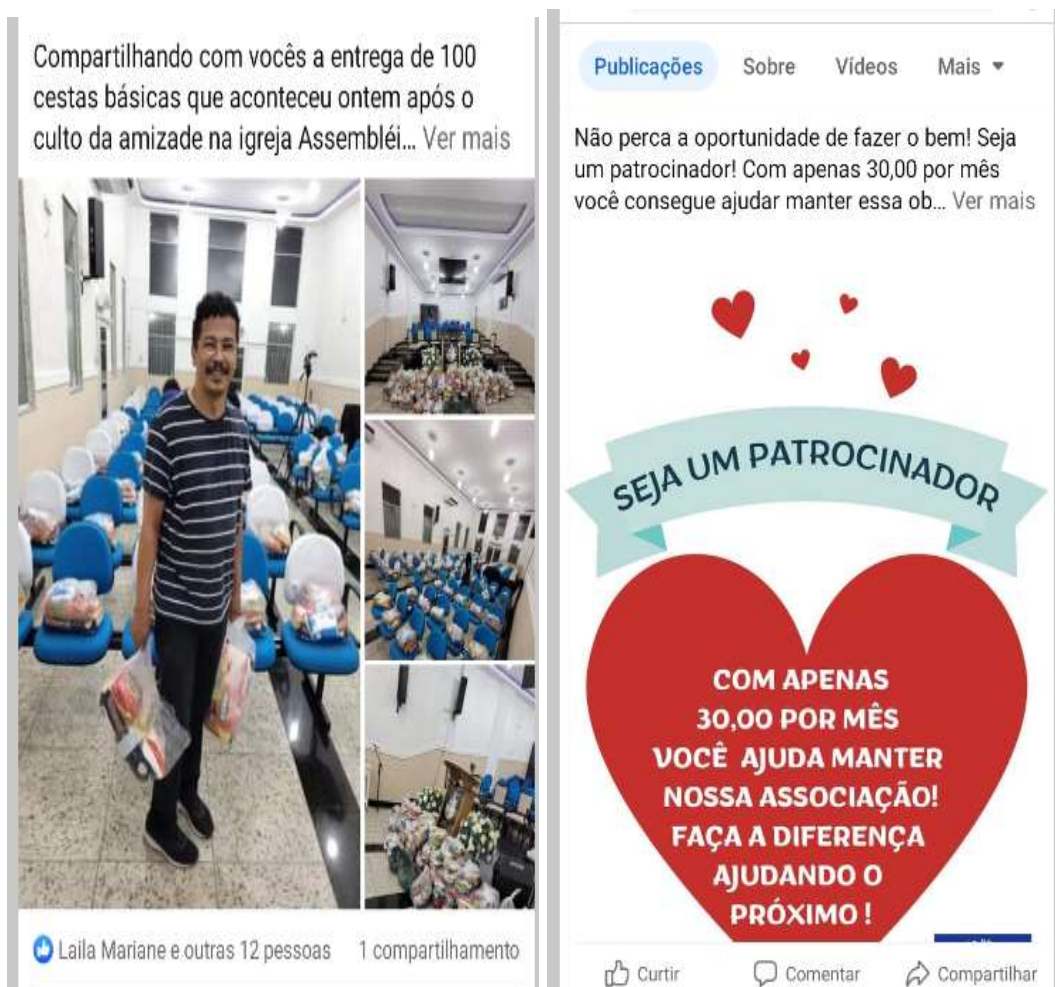 Compartilhando com vocês a entrega de 100
cestas básicas que aconteceu ontem após o
culto da amizade na igreja Assembléi... Ver mais
Laila Mariane e outras 12 pessoas 1 compartilhamento
Publicações Sobre Vídeos Mais
Não perca a oportunidade de fazer o bem! Seja
um patrocinador! Com apenas 30,00 por mês
você consegue ajudar manter essa ob... Ver mais
SEJA UM PATROCINADOR
COM APENAS
30,00 POR MÊS
VOCÊ AJUDA MANTER
NOSSA ASSOCIAÇÃO!
FAÇA A DIFERENÇA
AJUDANDO O
PRÓXIMO !
Curtir Comentar Compartilhar